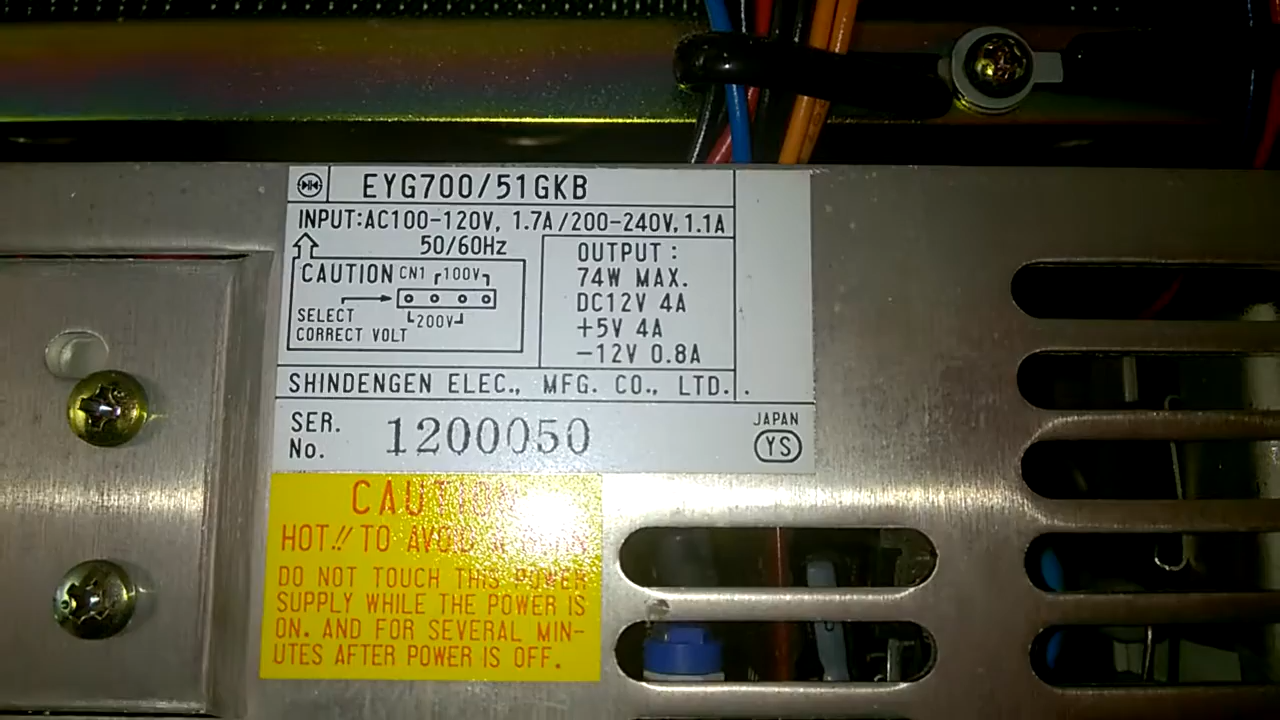 EYG700/51GKB
INPUT:AC100-120V, 1.7A/200-240V, 1.1A
50/60Hz
CAUTION CN1 100V
SELECT
CORRECT VOLT
200V
OUTPUT:
74W MAX.
DC12V 4A
+5V 4A
-12V 0.8A
SHINDENGEN ELEC., MFG. CO., LTD.
SER.
No. 1200050
JAPAN
YS
CAUTION
HOT!! TO AVOID
DO NOT TOUCH THIS POWER
SUPPLY WHILE THE POWER IS
ON. AND FOR SEVERAL MIN-
UTES AFTER POWER IS OFF.